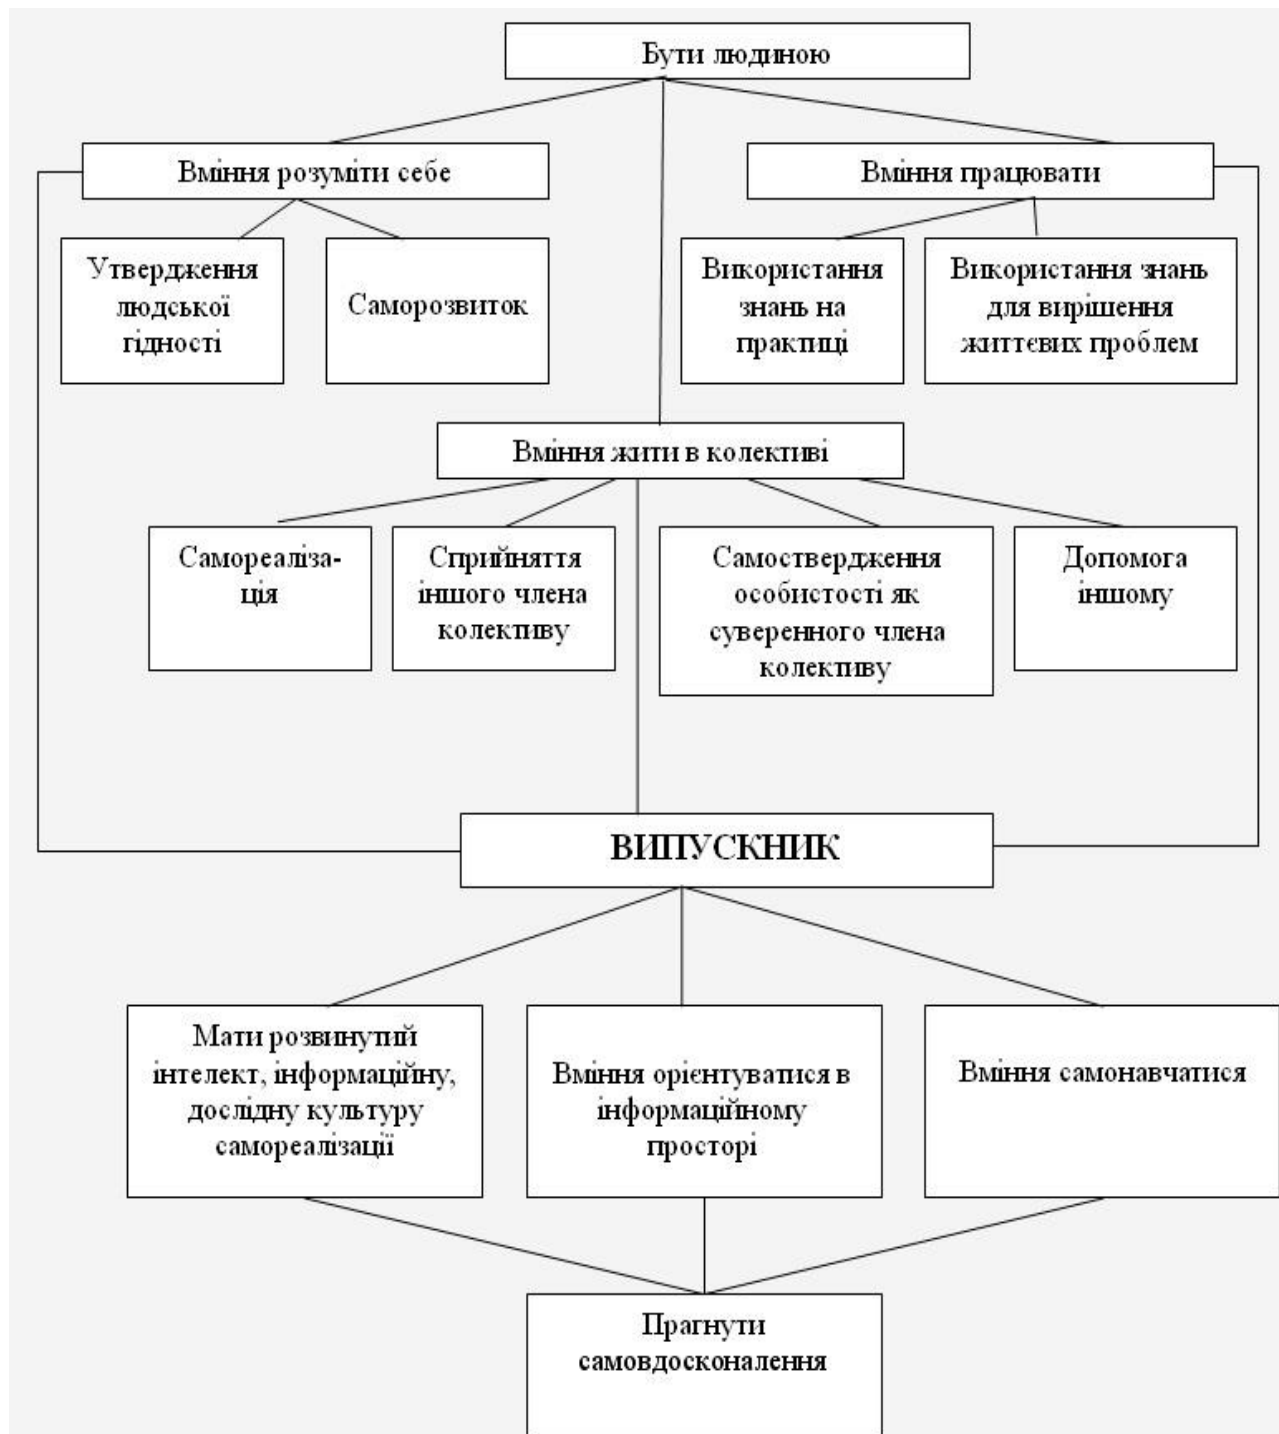 Бути людиною
Вміння розуміти себе
Вміння працювати
Утвердження
людської
гідності
Саморозвиток
Використання
знань на
практиці
Використання знань
для вирішення
життєвих проблем
Вміння жити в колективі
Самореаліза-
ція
Сприйняття
іншого члена
колективу
Самоствердження
особистості як
суверенного члена
колективу
Допомога
іншому
ВИПУСКНИК
Мати розвинутий
інтелект, інформаційну,
дослідну культуру
самореалізації
Вміння орієнтуватися в
інформаційному
просторі
Вміння самонавчатися
Прагнути
самовдосконалення